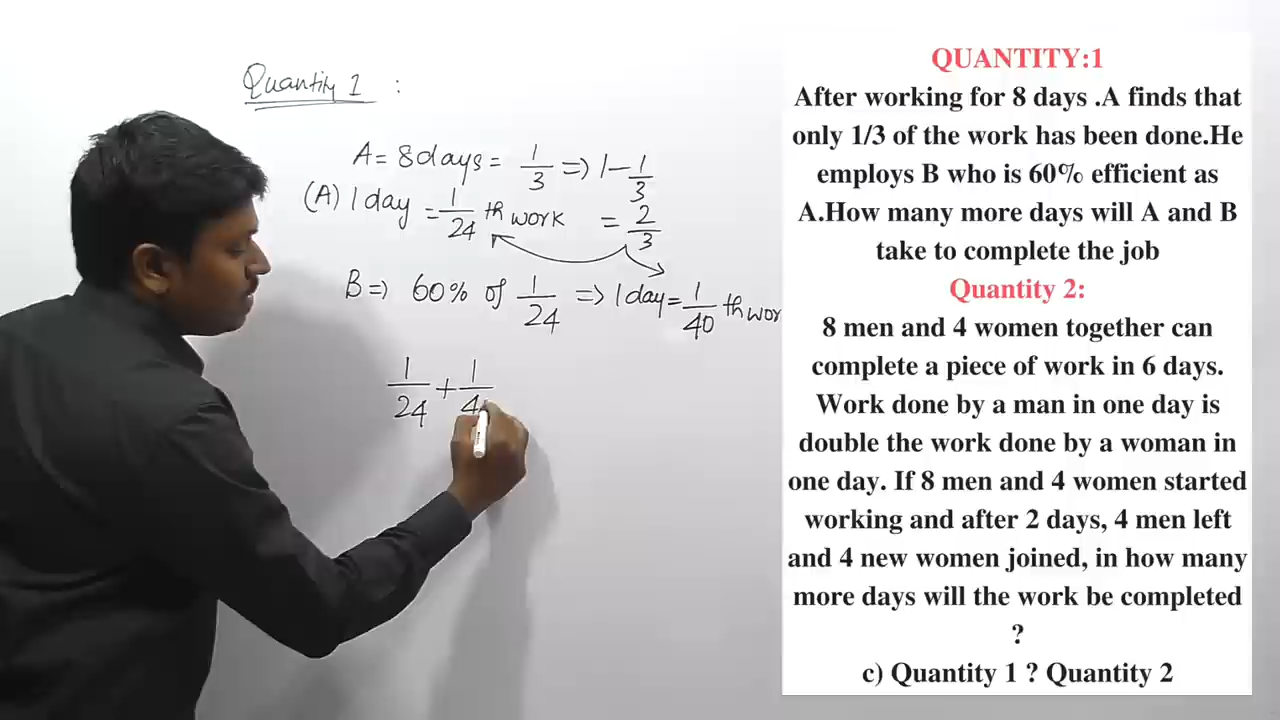 Quantity 1 :
A = 8days = 1/3 => 1 - 1/3
(A) 1 day = 1/24 th work = 2/3
B => 60% of 1/24 => 1 day = 1/40 th wor
1/24 + 1/4
QUANTITY:1
After working for 8 days .A finds that
only 1/3 of the work has been done.He
employs B who is 60% efficient as
A.How many more days will A and B
take to complete the job
Quantity 2:
8 men and 4 women together can
complete a piece of work in 6 days.
Work done by a man in one day is
double the work done by a woman in
one day. If 8 men and 4 women started
working and after 2 days, 4 men left
and 4 new women joined, in how many
more days will the work be completed
?
c) Quantity 1 ? Quantity 2